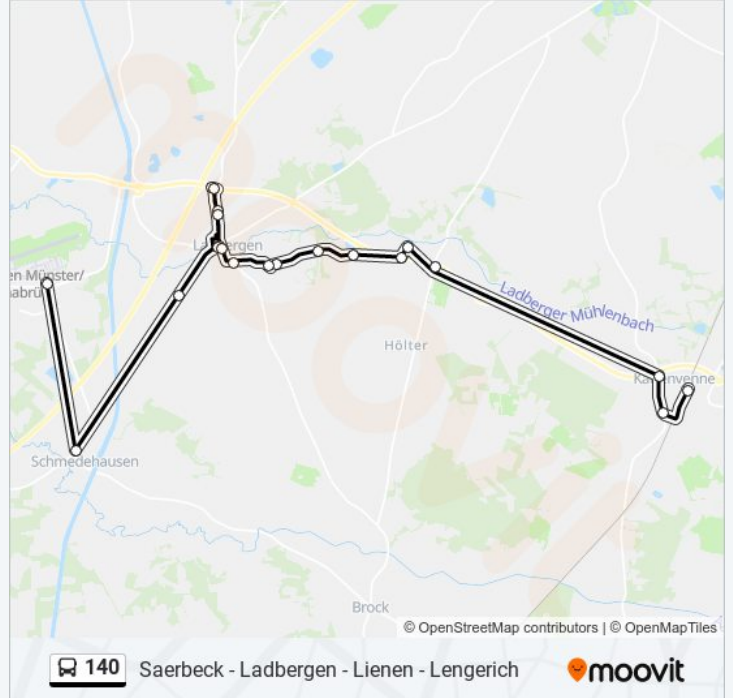 Ladbergen
en Münster/
nabrü
Ladberger Mühlenbach
Hölter
Kattenvenne
Schmedehausen
Brock
© OpenStreetMap contributors | © OpenMapTiles
140 Saerbeck - Ladbergen - Lienen - Lengerich
moovit